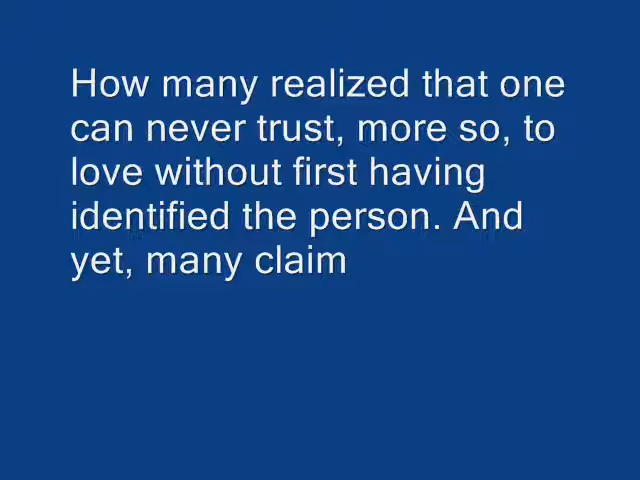 How many realized that one
can never trust, more so, to
love without first having
identified the person. And
yet, many claim